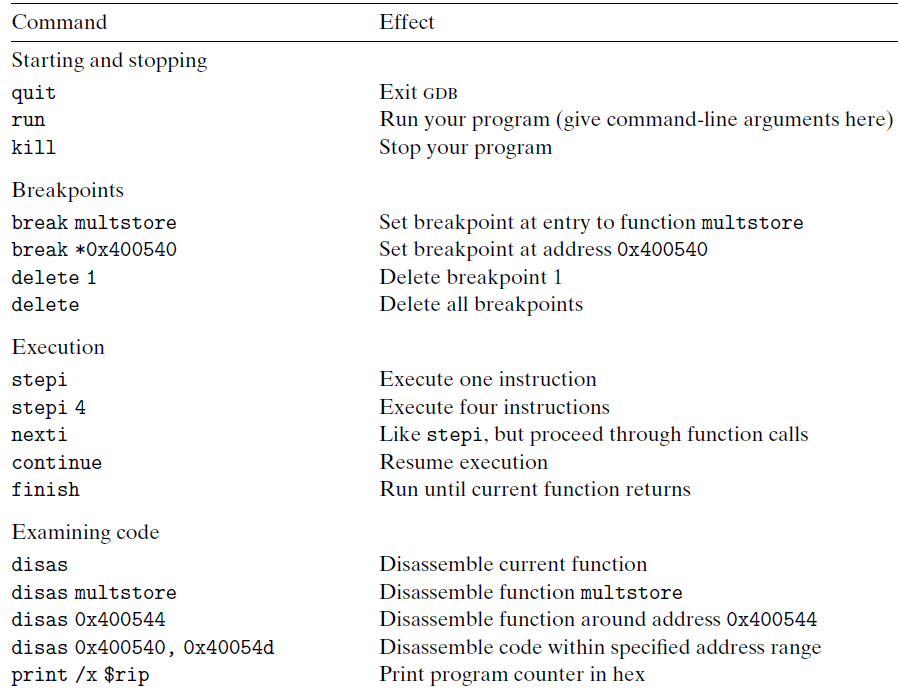 Command Effect
Starting and stopping
quit Exit GDB
run Run your program (give command-line arguments here)
kill Stop your program
Breakpoints
break multstore Set breakpoint at entry to function multstore
break *0x400540 Set breakpoint at address 0x400540
delete 1 Delete breakpoint 1
delete Delete all breakpoints
Execution
stepi Execute one instruction
stepi 4 Execute four instructions
nexti Like stepi, but proceed through function calls
continue Resume execution
finish Run until current function returns
Examining code
disas Disassemble current function
disas multstore Disassemble function multstore
disas 0x400544 Disassemble function around address 0x400544
disas 0x400540, 0x40054d Disassemble code within specified address range
print /x $rip Print program counter in hex